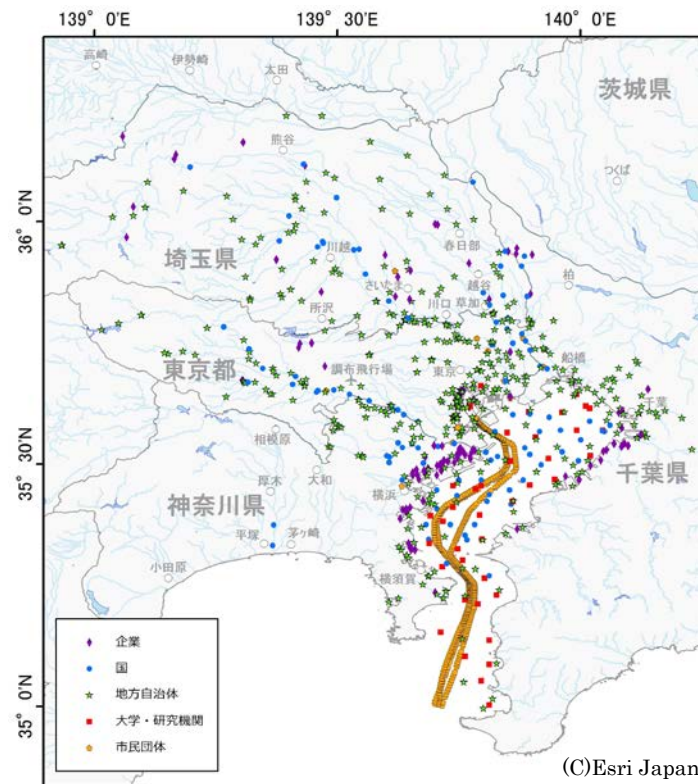 139° 0'E
139° 30'E
140° 0'E
高崎
伊勢崎
太田
茨城県
熊谷
つくば
36° 0'N
埼玉県
川越
春日部
さいたま
越谷
柏
所沢
川口
草加
東京都
調布飛行場
東京
船橋
千葉
相模原
35° 30'N
厚木
大和
横浜
千葉県
神奈川県
平塚
茅ヶ崎
小田原
横須賀
企業
国
地方自治体
大学・研究機関
市民団体
35° 0'N
(C)Esri Japan